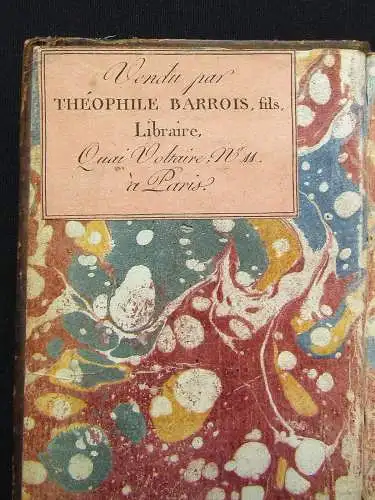 Vendu par
THÉOPHILE BARROIS, fils,
Libraire,
Quai Voltaire, N.º 11.
à Paris.